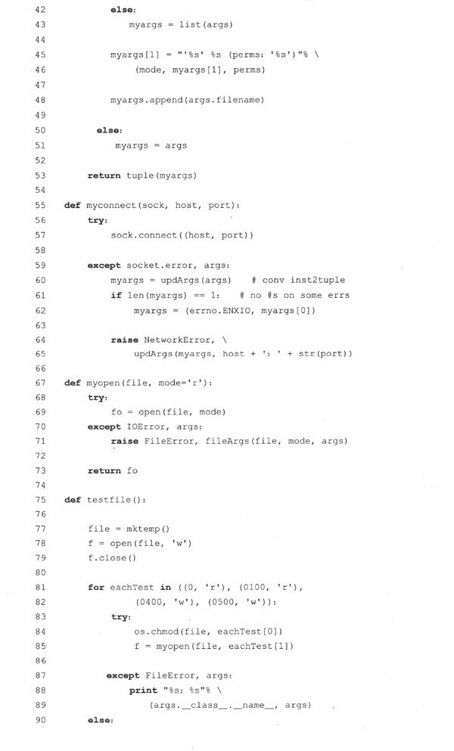 42 else:
43 myargs = list(args)
44
45 myargs[1] = "'%s' %s (perms: '%s')"% \
46 (mode, myargs[1], perms)
47
48 myargs.append(args.filename)
49
50 else:
51 myargs = args
52
53 return tuple(myargs)
54
55 def myconnect(sock, host, port):
56 try:
57 sock.connect((host, port))
58
59 except socket.error, args:
60 myargs = updArgs(args) # conv inst2tuple
61 if len(myargs) == 1: # no #s on some errs
62 myargs = (errno.ENXIO, myargs[0])
63
64 raise NetworkError, \
65 updArgs(myargs, host + ': ' + str(port))
66
67 def myopen(file, mode='r'):
68 try:
69 fo = open(file, mode)
70 except IOError, args:
71 raise FileError, fileArgs(file, mode, args)
72
73 return fo
74
75 def testfile():
76
77 file = mktemp()
78 f = open(file, 'w')
79 f.close()
80
81 for eachTest in ((0, 'r'), (0100, 'r'),
82 (0400, 'w'), (0500, 'w')):
83 try:
84 os.chmod(file, eachTest[0])
85 f = myopen(file, eachTest[1])
86
87 except FileError, args:
88 print "%s: %s"% \
89 (args.__class__.__name__, args)
90 else: